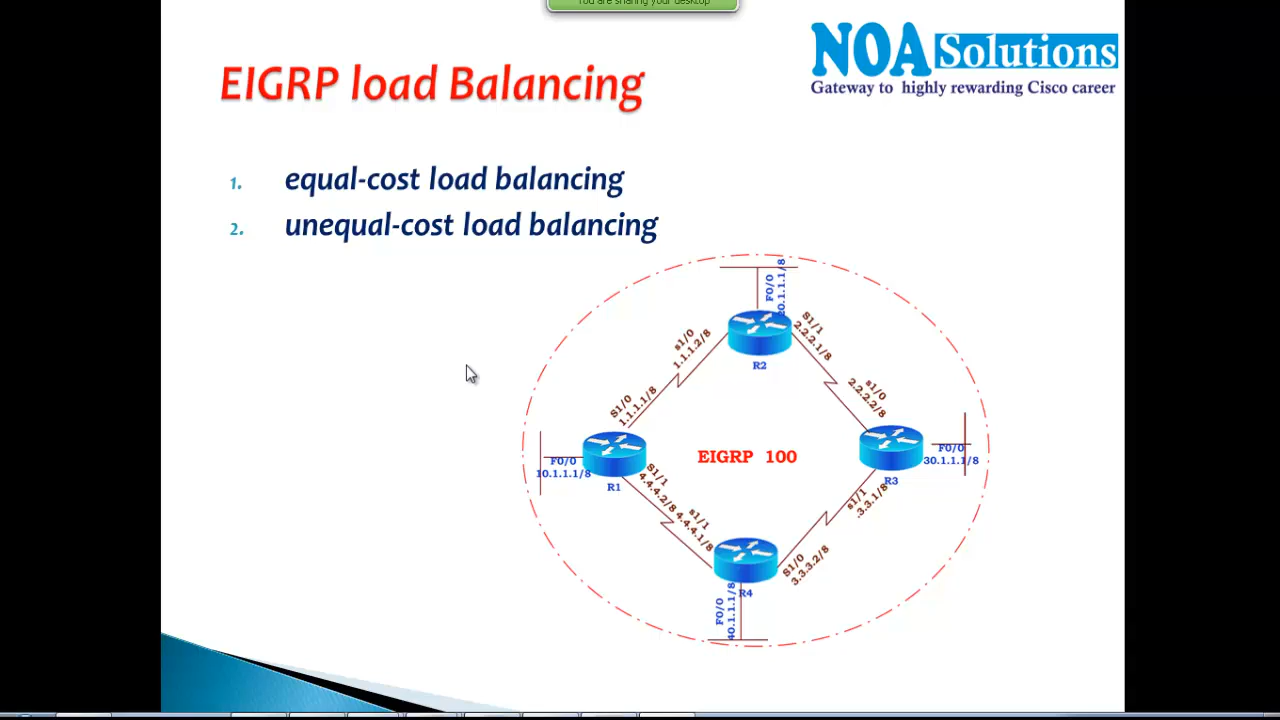 You are sharing your desktop
NOA Solutions
Gateway to highly rewarding Cisco career
EIGRP load Balancing
1. equal-cost load balancing
2. unequal-cost load balancing
F0/0
20.1.1.1/8
S1/1
2.2.2.1/8
s1/0
1.1.1.2/8
R2
s1/0
2.2.2.2/8
S1/0
1.1.1.1/8
F0/0
10.1.1.1/8
R1
EIGRP 100
F0/0
30.1.1.1/8
R3
S1/1
4.4.4.2/8
s1/1
4.4.4.1/8
s1/1
.3.3.1/8
S1/0
3.3.3.2/8
R4
F0/0
40.1.1.1/8